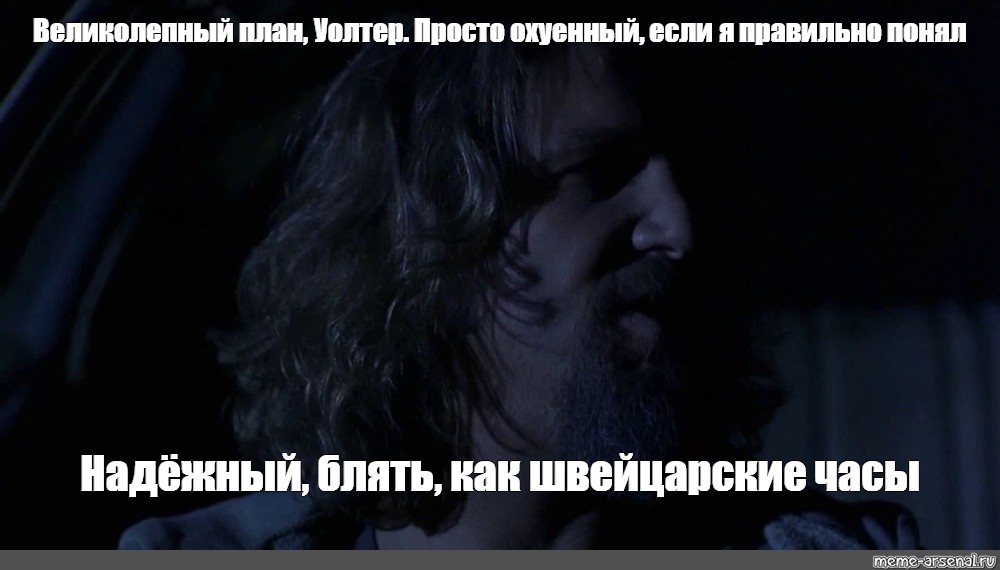 Великолепный план, Уолтер. Просто охуенный, если я правильно понял
Надёжный, блять, как швейцарские часы
meme-arsenal.ru